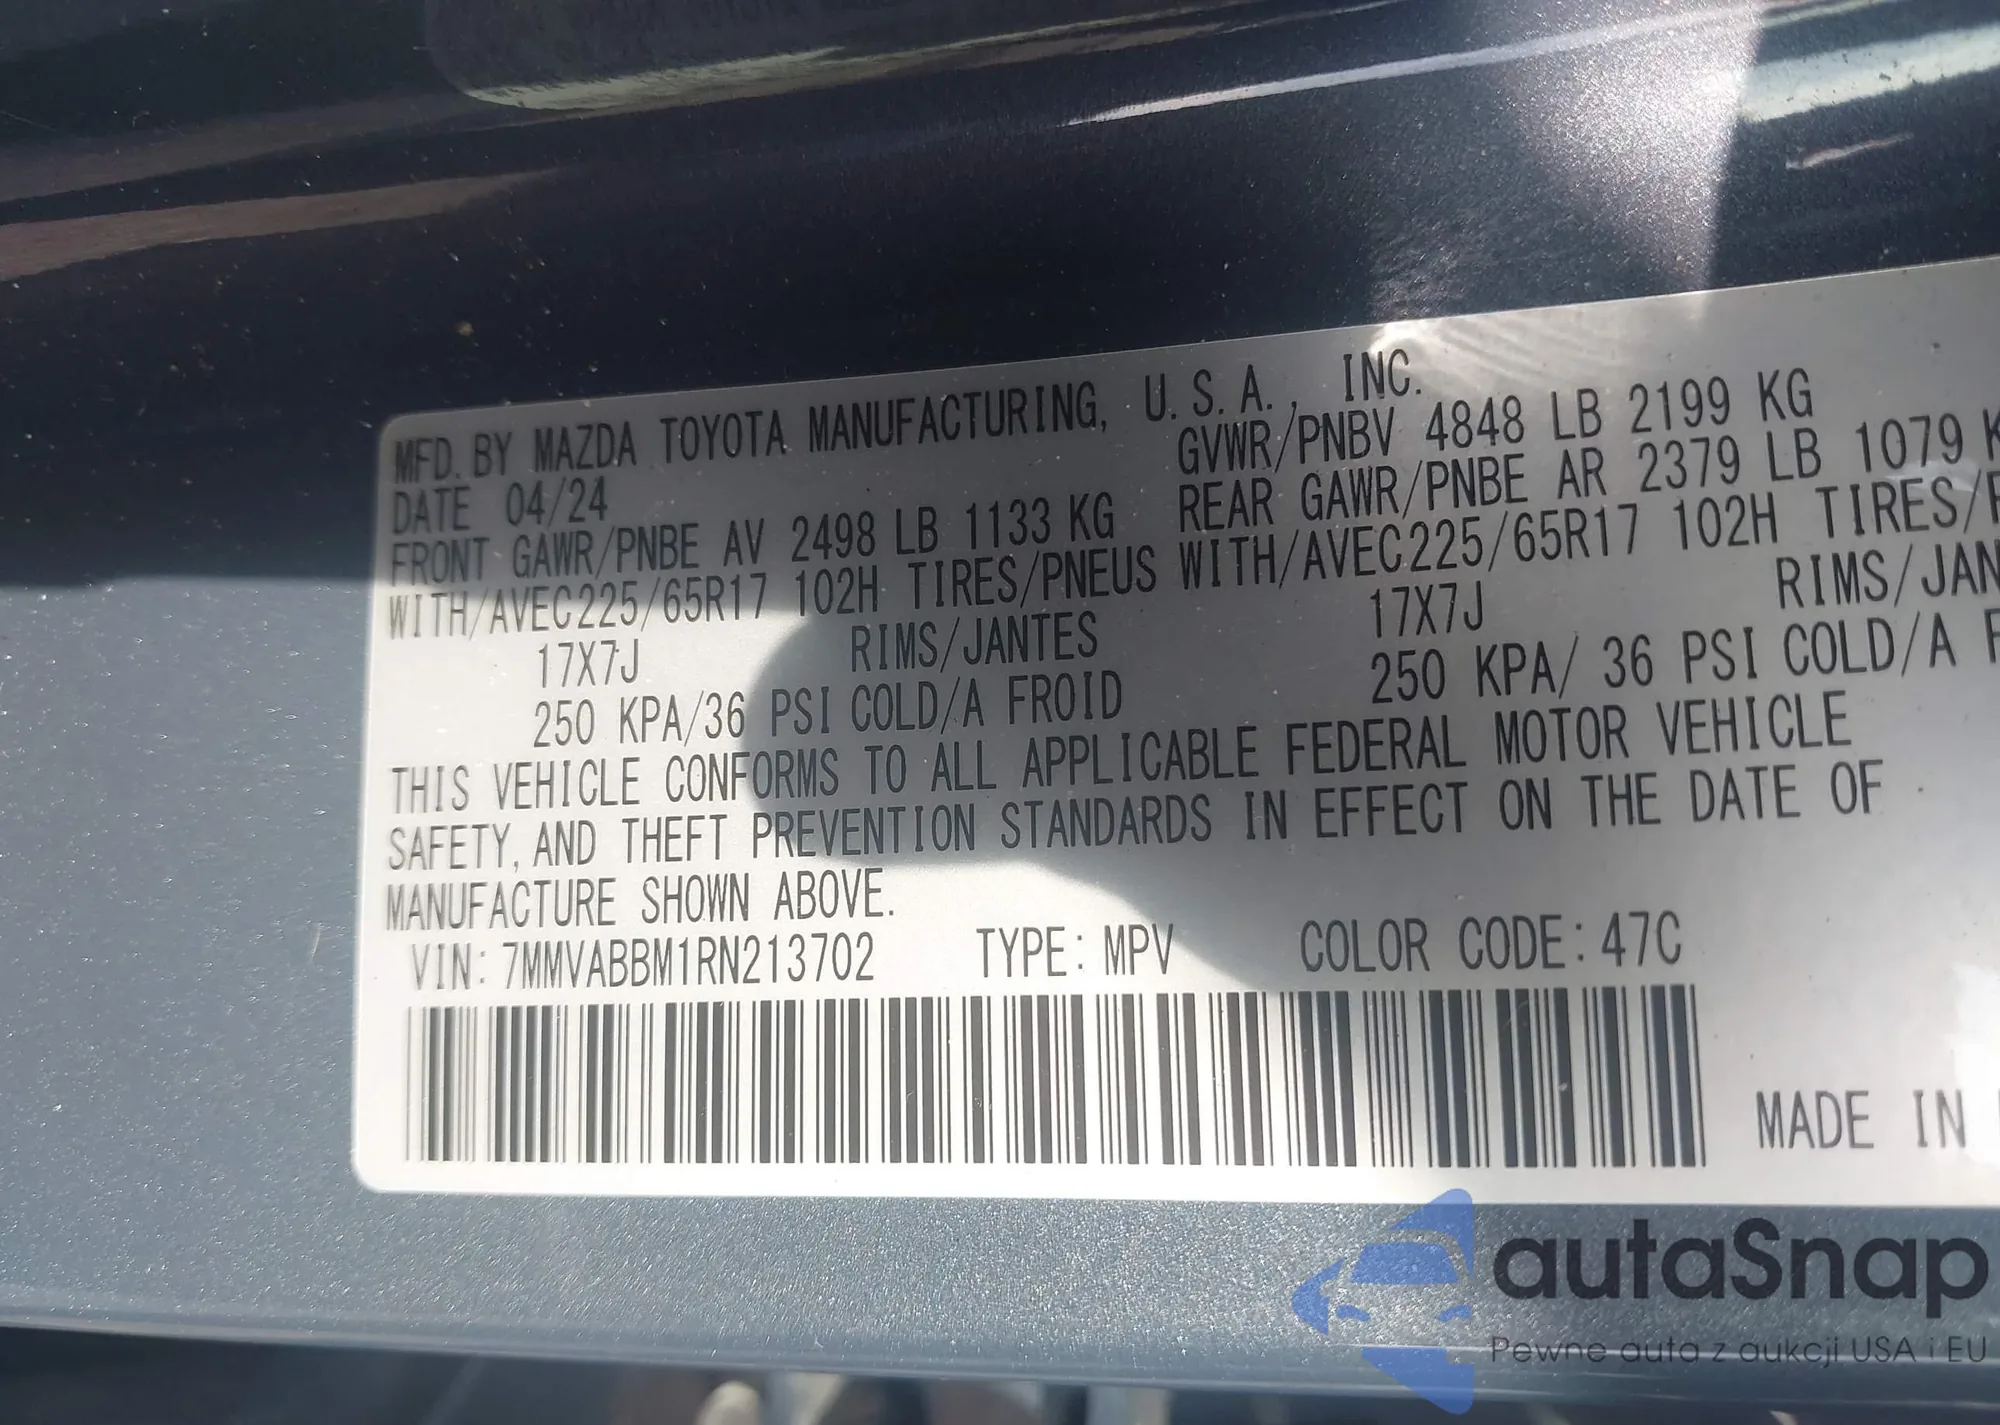 MFD. BY MAZDA TOYOTA MANUFACTURING, U.S.A., INC.
DATE 04/24 GVWR/PNBV 4848 LB 2199 KG
FRONT GAWR/PNBE AV 2498 LB 1133 KG REAR GAWR/PNBE AR 2379 LB 1079 K
WITH/AVEC225/65R17 102H TIRES/PNEUS WITH/AVEC225/65R17 102H TIRES/P
17X7J RIMS/JANTES 17X7J RIMS/JAN
250 KPA/36 PSI COLD/A FROID 250 KPA/ 36 PSI COLD/A F
THIS VEHICLE CONFORMS TO ALL APPLICABLE FEDERAL MOTOR VEHICLE
SAFETY, AND THEFT PREVENTION STANDARDS IN EFFECT ON THE DATE OF
MANUFACTURE SHOWN ABOVE.
VIN: 7MMVABBM1RN213702 TYPE: MPV COLOR CODE: 47C
MADE IN
autaSnap
Pewne auta z aukcji USA i EU